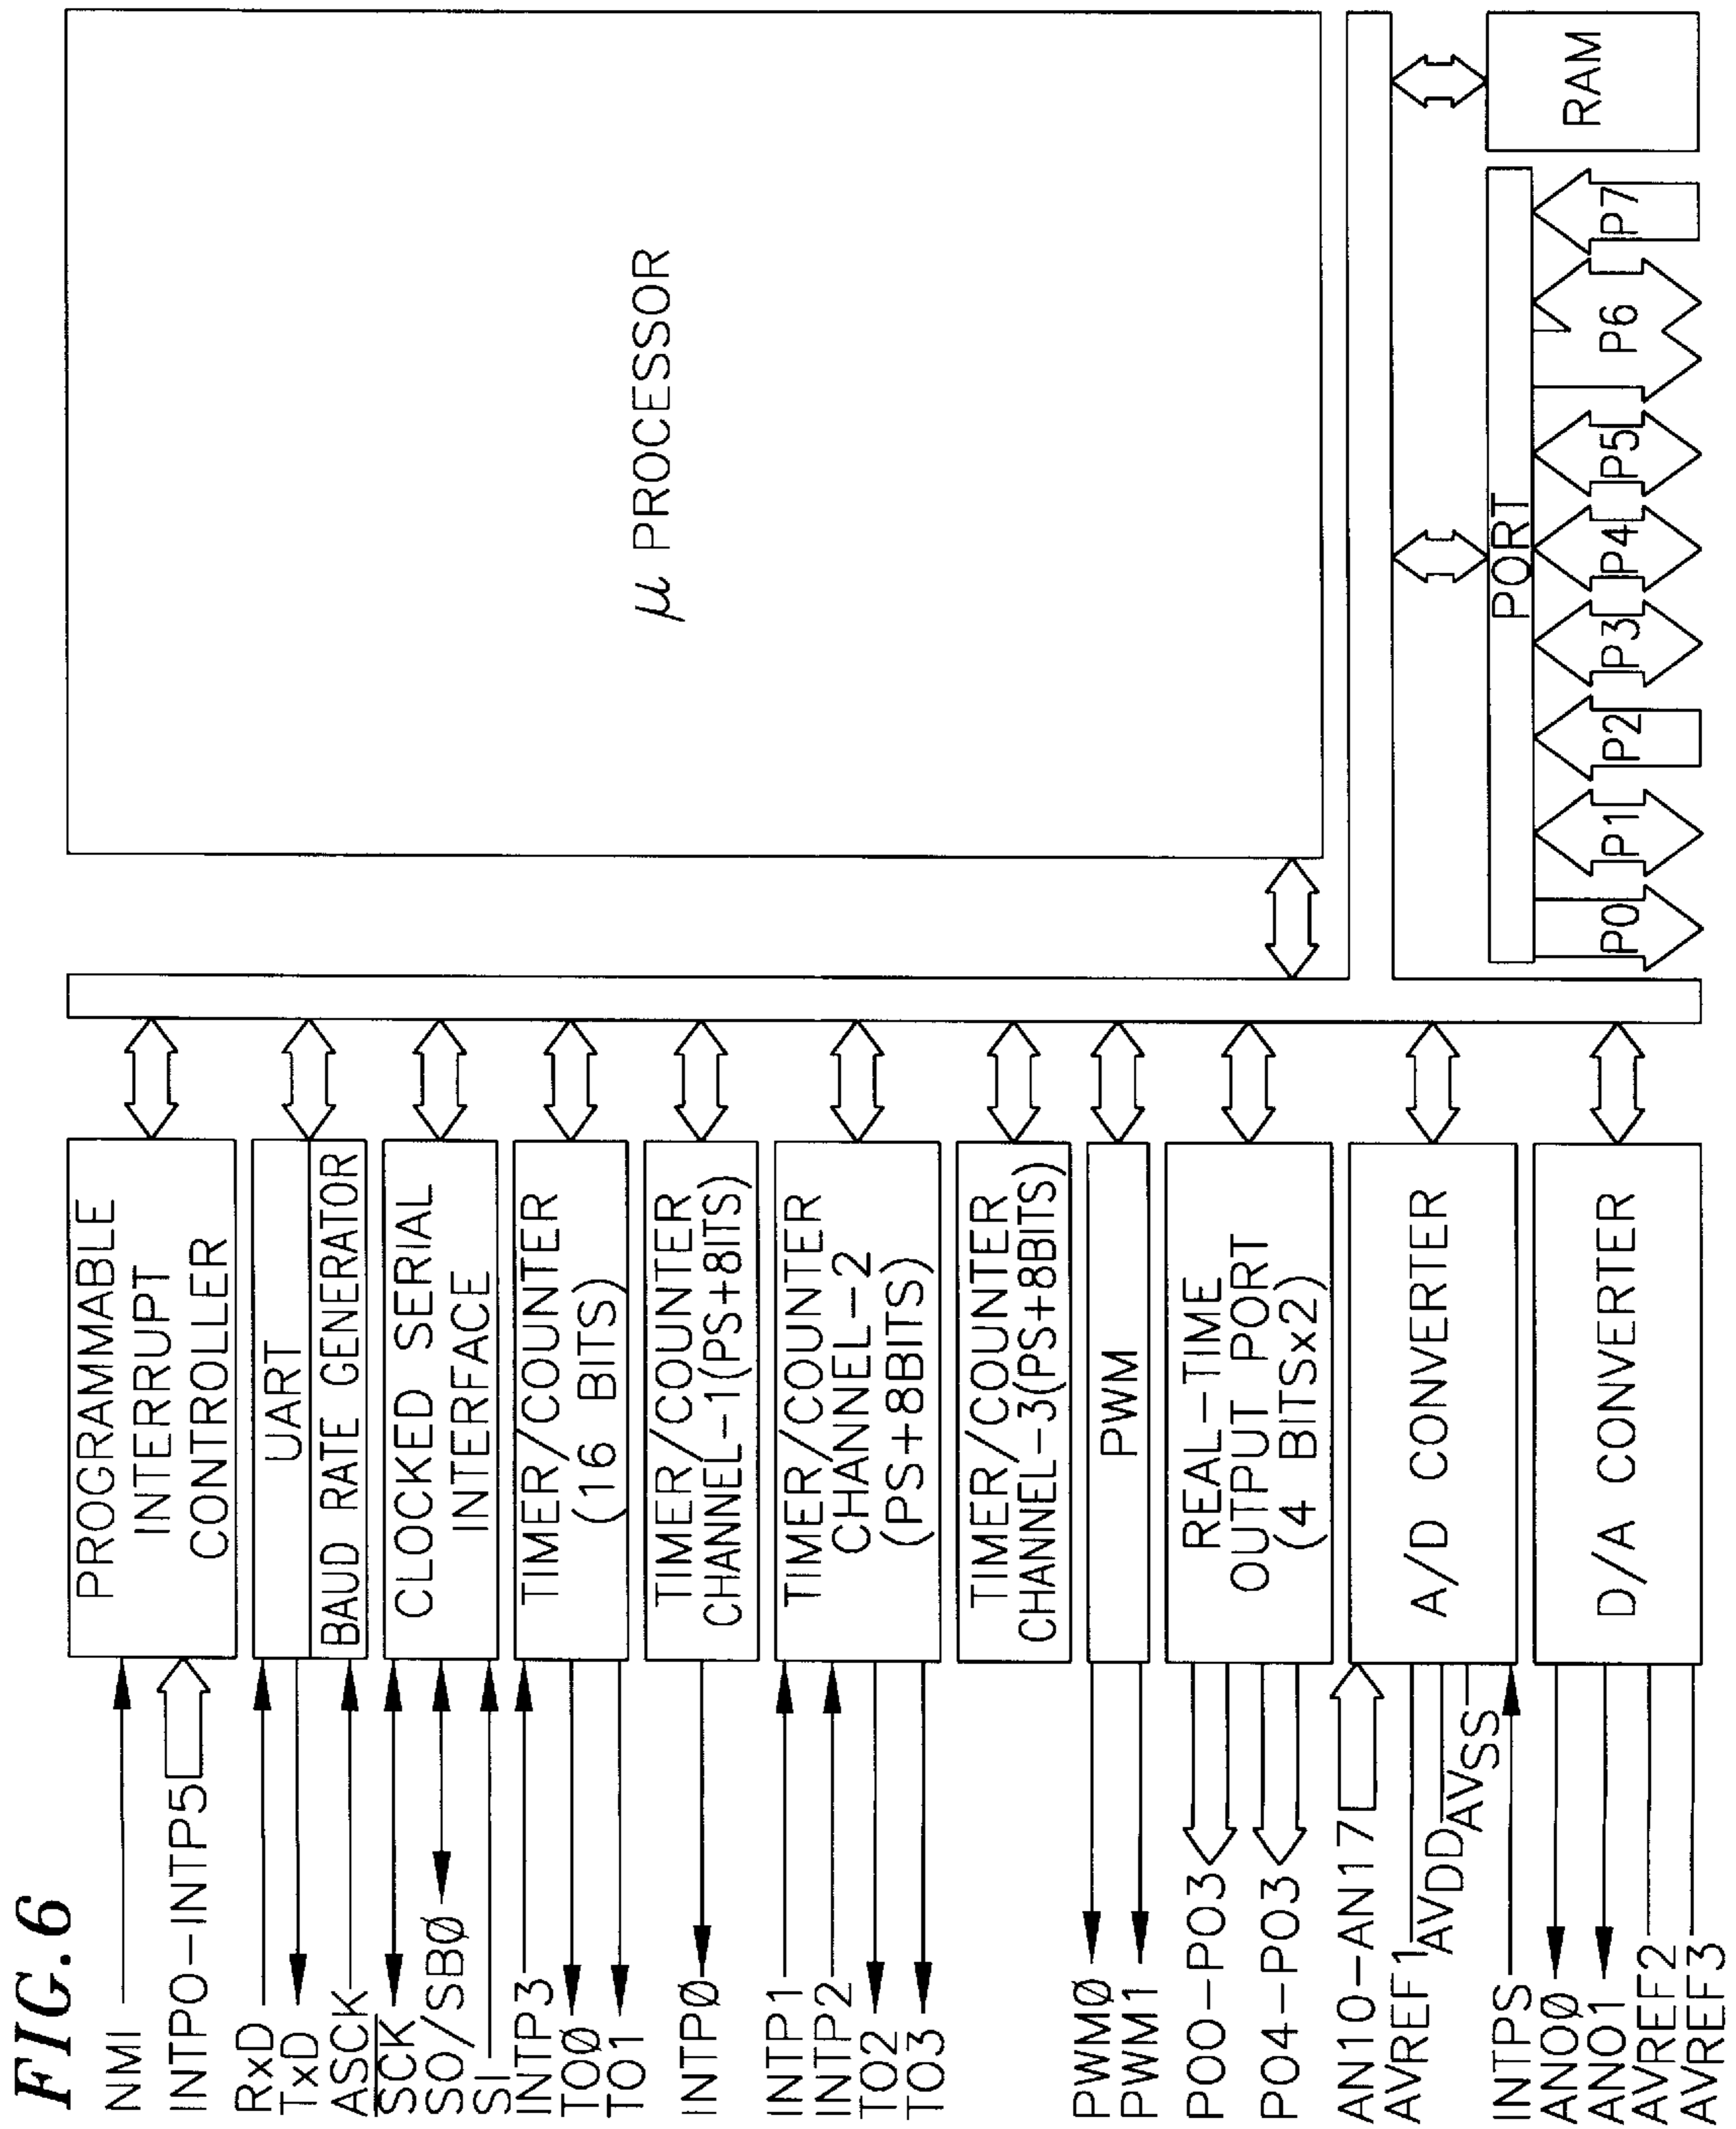 FIG.6
NMI
INTP0-INTP5
PROGRAMMABLE
INTERRUPT
CONTROLLER
RxD
TxD
ASCK
UART
BAUD RATE GENERATOR
SCK
SO/SBØ
SI
CLOCKED SERIAL
INTERFACE
INTP3
TOØ
TO1
TIMER/COUNTER
(16 BITS)
INTPØ
TIMER/COUNTER
CHANNEL-1(PS+8BITS)
INTP1
INTP2
TO2
TO3
TIMER/COUNTER
CHANNEL-2
(PS+8BITS)
TIMER/COUNTER
CHANNEL-3(PS+8BITS)
PWMØ
PWM1
PWM
POO-PO3
PO4-PO3
REAL-TIME
OUTPUT PORT
(4 BITSx2)
AN10-AN17
AVREF1
AVDD
AVSS
INTPS
A/D CONVERTER
ANOØ
ANO1
AVREF2
AVREF3
D/A CONVERTER
μ PROCESSOR
PORT
P0
P1
P2
P3
P4
P5
P6
P7
RAM